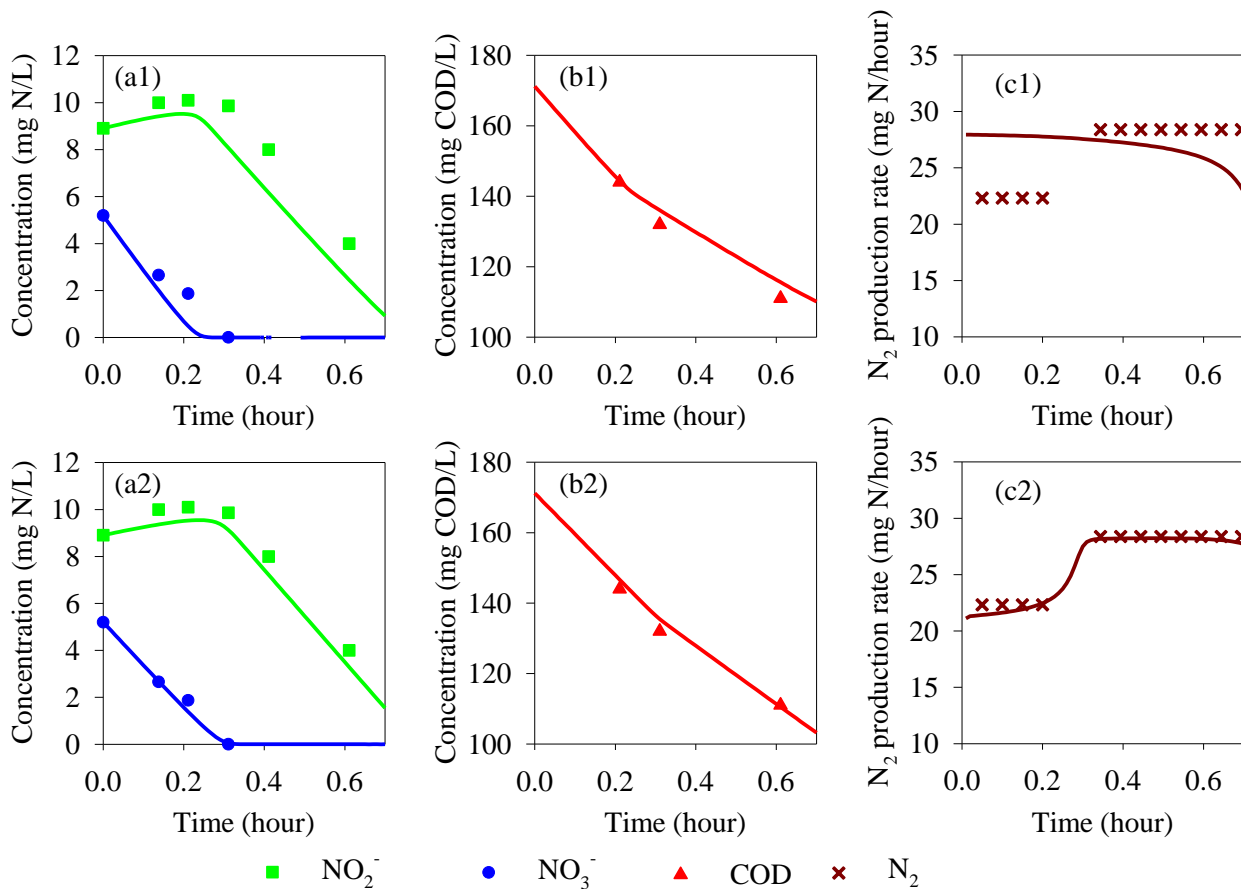 (a1)
Concentration (mg N/L)
12
10
8
6
4
2
0
0.0 0.2 0.4 0.6
Time (hour)
(b1)
Concentration (mg COD/L)
180
160
140
120
100
0.0 0.2 0.4 0.6
Time (hour)
(c1)
N₂ production rate (mg N/hour)
35
30
25
20
15
10
0.0 0.2 0.4 0.6
Time (hour)
(a2)
Concentration (mg N/L)
12
10
8
6
4
2
0
0.0 0.2 0.4 0.6
Time (hour)
(b2)
Concentration (mg COD/L)
180
160
140
120
100
0.0 0.2 0.4 0.6
Time (hour)
(c2)
N₂ production rate (mg N/hour)
35
30
25
20
15
10
0.0 0.2 0.4 0.6
Time (hour)
NO₂⁻ NO₃⁻ COD N₂